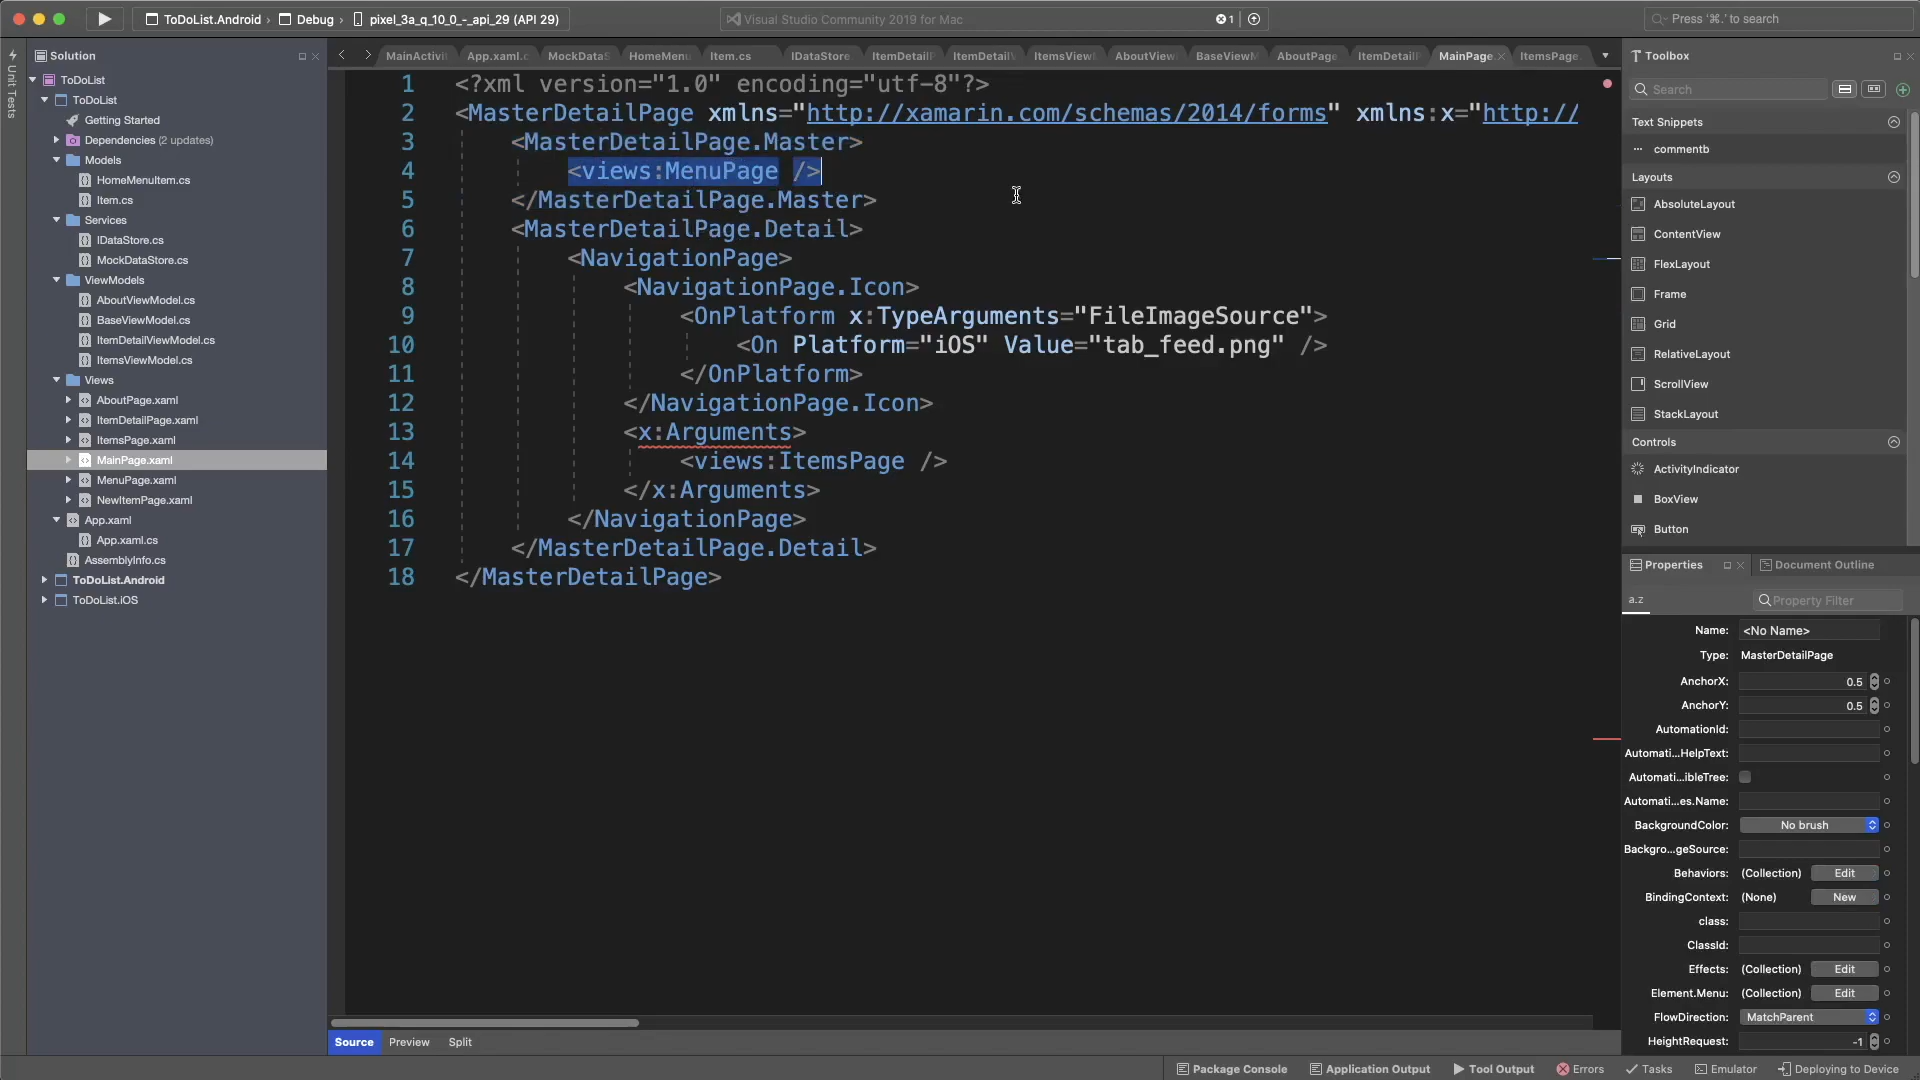 ToDoList.Android › Debug › pixel_3a_q_10_0_-_api_29 (API 29)
Visual Studio Community 2019 for Mac
1
Press '⌘.' to search
Unit Tests
Solution
ToDoList
ToDoList
Getting Started
Dependencies (2 updates)
Models
HomeMenuItem.cs
Item.cs
Services
IDataStore.cs
MockDataStore.cs
ViewModels
AboutViewModel.cs
BaseViewModel.cs
ItemDetailViewModel.cs
ItemsViewModel.cs
Views
AboutPage.xaml
ItemDetailPage.xaml
ItemsPage.xaml
MainPage.xaml
MenuPage.xaml
NewItemPage.xaml
App.xaml
App.xaml.cs
AssemblyInfo.cs
ToDoList.Android
ToDoList.iOS
MainActivi App.xaml.c MockDataS HomeMenu Item.cs IDataStore ItemDetailP ItemDetailV ItemsView AboutView BaseViewM AboutPage ItemDetailP MainPage. ItemsPage.
1 <?xml version="1.0" encoding="utf-8"?>
2 <MasterDetailPage xmlns="http://xamarin.com/schemas/2014/forms" xmlns:x="http://
3 <MasterDetailPage.Master>
4 <views:MenuPage />
5 </MasterDetailPage.Master>
6 <MasterDetailPage.Detail>
7 <NavigationPage>
8 <NavigationPage.Icon>
9 <OnPlatform x:TypeArguments="FileImageSource">
10 <On Platform="iOS" Value="tab_feed.png" />
11 </OnPlatform>
12 </NavigationPage.Icon>
13 <x:Arguments>
14 <views:ItemsPage />
15 </x:Arguments>
16 </NavigationPage>
17 </MasterDetailPage.Detail>
18 </MasterDetailPage>
Source Preview Split
Toolbox
Search
Text Snippets
commentb
Layouts
AbsoluteLayout
ContentView
FlexLayout
Frame
Grid
RelativeLayout
ScrollView
StackLayout
Controls
ActivityIndicator
BoxView
Button
Properties Document Outline
a.z Property Filter
Name: <No Name>
Type: MasterDetailPage
AnchorX: 0.5
AnchorY: 0.5
AutomationId:
Automati...HelpText:
Automati...ibleTree:
Automati...es.Name:
BackgroundColor: No brush
Backgro...geSource:
Behaviors: (Collection) Edit
BindingContext: (None) New
class:
ClassId:
Effects: (Collection) Edit
Element.Menu: (Collection) Edit
FlowDirection: MatchParent
HeightRequest: -1
Package Console Application Output Tool Output Errors Tasks Emulator Deploying to Device